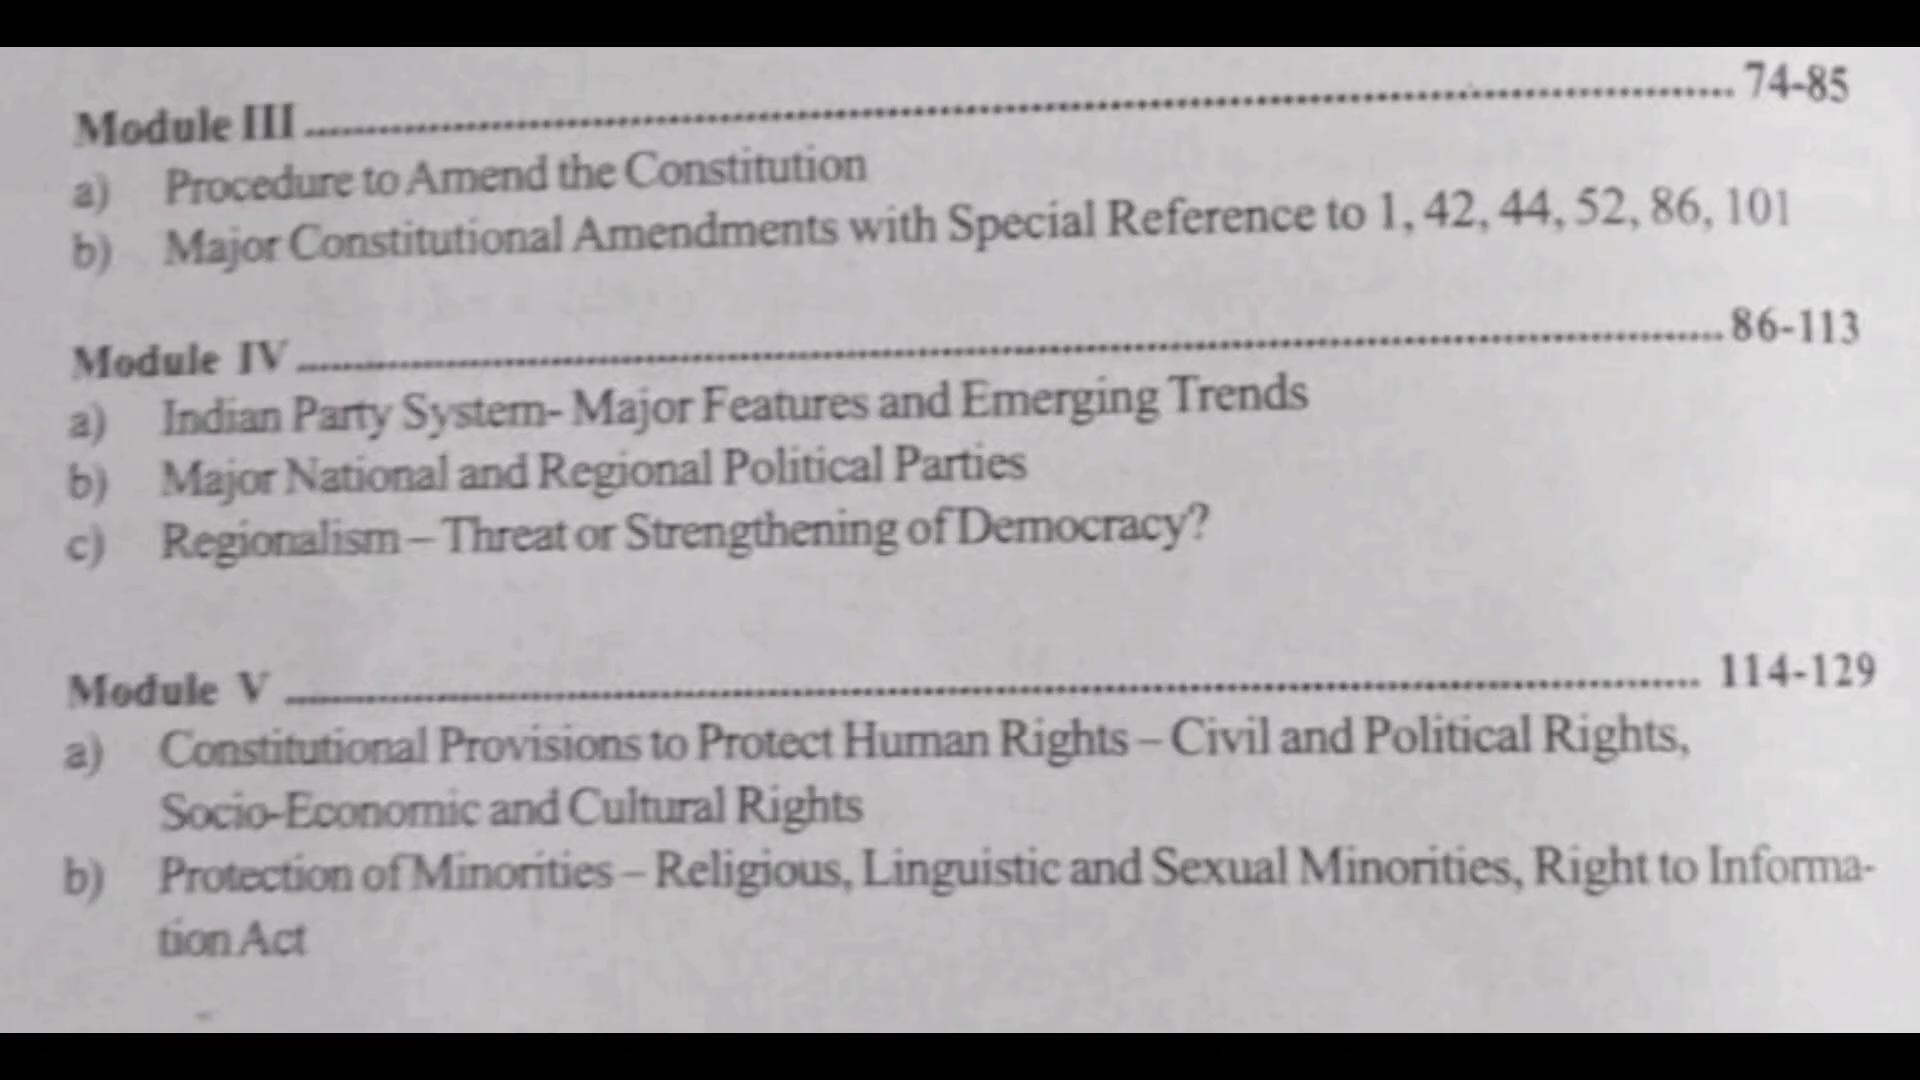 Module III ........................................................ 74-85
a) Procedure to Amend the Constitution
b) Major Constitutional Amendments with Special Reference to 1, 42, 44, 52, 86, 101
Module IV ........................................................ 86-113
a) Indian Party System- Major Features and Emerging Trends
b) Major National and Regional Political Parties
c) Regionalism – Threat or Strengthening of Democracy?
Module V ........................................................ 114-129
a) Constitutional Provisions to Protect Human Rights – Civil and Political Rights,
Socio-Economic and Cultural Rights
b) Protection of Minorities – Religious, Linguistic and Sexual Minorities, Right to Informa-
tion Act